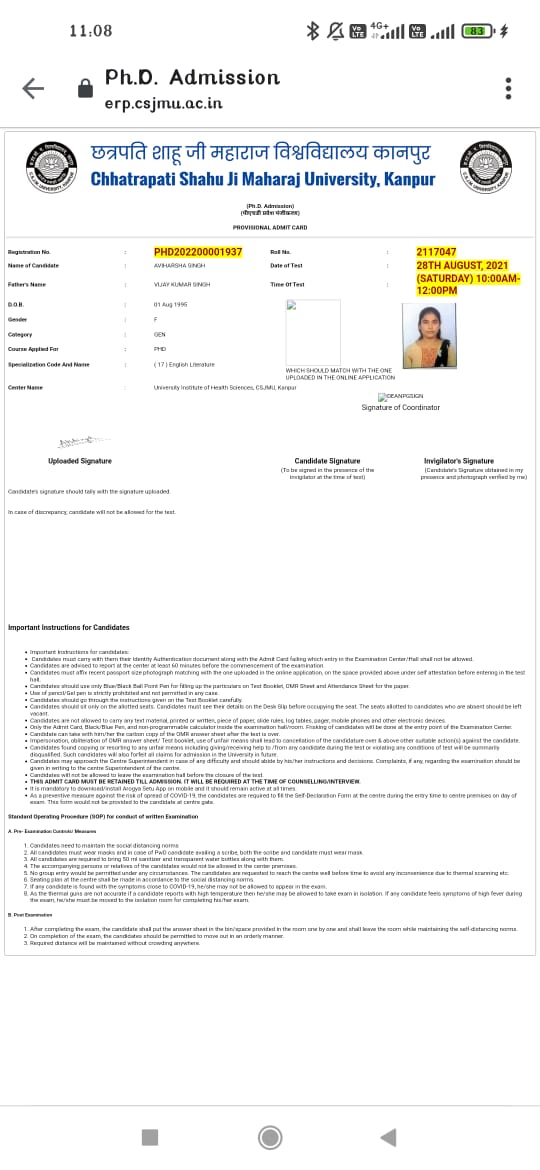 11:08
Vo LTE 4G+ Vo LTE 83
Ph.D. Admission
erp.csjmu.ac.in
छत्रपति शाहू जी महाराज विश्वविद्यालय कानपुर
Chhatrapati Shahu Ji Maharaj University, Kanpur
(Ph.D. Admission)
(पीएचडी प्रवेश पंजीकरण)
PROVISIONAL ADMIT CARD
Registration No. : PHD202200001937 Roll No. : 2117047
Name of Candidate : AVIHARSHA SINGH Date of Test : 28TH AUGUST, 2021
Father's Name : VIJAY KUMAR SINGH Time Of Test : (SATURDAY) 10:00AM-
12:00PM
D.O.B. : 01 Aug 1995
Gender : F
Category : GEN
Course Applied For : PHD
Specialization Code And Name : ( 17 ) English Literature
WHICH SHOULD MATCH WITH THE ONE
UPLOADED IN THE ONLINE APPLICATION
Center Name : University Institute of Health Sciences, CSJMU, Kanpur
DEANPGSIGN
Signature of Coordinator
Uploaded Signature Candidate Signature Invigilator's Signature
(To be signed in the presence of the (Candidate's Signature obtained in my
invigilator at the time of test) presence and photograph verified by me)
Candidate's signature should tally with the signature uploaded.
In case of discrepancy, candidate will not be allowed for the test.
Important Instructions for Candidates
• Important Instructions for candidates:
• Candidates must carry with them their Identity Authentication document along with the Admit Card failing which entry in the Examination Center/Hall shall not be allowed.
• Candidates are advised to report at the center at least 60 minutes before the commencement of the examination.
• Candidates must affix recent passport size photograph matching with the one uploaded in the online application, on the space provided above under self attestation before entering in the test
hall.
• Candidates should use only Blue/Black Ball Point Pen for filling up the particulars on Test Booklet, OMR Sheet and Attendance Sheet for the paper.
• Use of pencil/Gel pen is strictly prohibited and not permitted in any case.
• Candidates should go through the instructions given on the Test Booklet carefully.
• Candidates should sit only on the allotted seats. Candidates must see their details on the Desk Slip before occupying the seat. The seats allotted to candidates who are absent should be left
vacant.
• Candidates are not allowed to carry any text material, printed or written, piece of paper, slide rules, log tables, pager, mobile phones and other electronic devices.
• Only the Admit Card, Black/Blue Pen, and non-programmable calculator inside the examination hall/room. Frisking of candidates will be done at the entry point of the Examination Center.
• Candidate can take with him/her the carbon copy of the OMR answer sheet after the test is over.
• Impersonation, obliteration of OMR answer sheet/ Test booklet, use of unfair means shall lead to cancellation of the candidature over & above other suitable action(s) against the candidate.
• Candidates found copying or resorting to any unfair means including giving/receiving help to /from any candidate during the test or violating any conditions of test will be summarily
disqualified. Such candidates will also forfeit all claims for admission in the University in future.
• Candidates may approach the Centre Superintendent in case of any difficulty and should abide by his/her instructions and decisions. Complaints, if any, regarding the examination should be
given in writing to the centre Superintendent of the centre.
• Candidates will not be allowed to leave the examination hall before the closure of the test.
• THIS ADMIT CARD MUST BE RETAINED TILL ADMISSION. IT WILL BE REQUIRED AT THE TIME OF COUNSELLING/INTERVIEW.
• It is mandatory to download/install Arogya Setu App on mobile and it should remain active at all times.
• As a preventive measure against the risk of spread of COVID-19, the candidates are required to fill the Self-Declaration Form at the centre during the entry time to centre premises on day of
exam. This form would not be provided to the candidate at centre gate.
Standard Operating Procedure (SOP) for conduct of written Examination
A. Pre- Examination Controls/ Measures
1. Candidates need to maintain the social distancing norms
2. All candidates must wear masks and in case of PwD candidate availing a scribe, both the scribe and candidate must wear mask.
3. All candidates are required to bring 50 ml sanitizer and transparent water bottles along with them.
4. The accompanying persons or relatives of the candidates would not be allowed in the center premises.
5. No group entry would be permitted under any circumstances. The candidates are requested to reach the centre well before time to avoid any inconvenience due to thermal scanning etc.
6. Seating plan at the centre shall be made in accordance to the social distancing norms.
7. If any candidate is found with the symptoms close to COVID-19, he/she may not be allowed to appear in the exam.
8. As the thermal guns are not accurate if a candidate reports with high temperature then he/she may be allowed to take exam in isolation. If any candidate feels symptoms of high fever during
the exam, he/she must be moved to the isolation room for completing his/her exam.
B. Post Examination
1. After completing the exam, the candidate shall put the answer sheet in the bin/space provided in the room one by one and shall leave the room while maintaining the self-distancing norms.
2. On completion of the exam, the candidates should be permitted to move out in an orderly manner.
3. Required distance will be maintained without crowding anywhere.